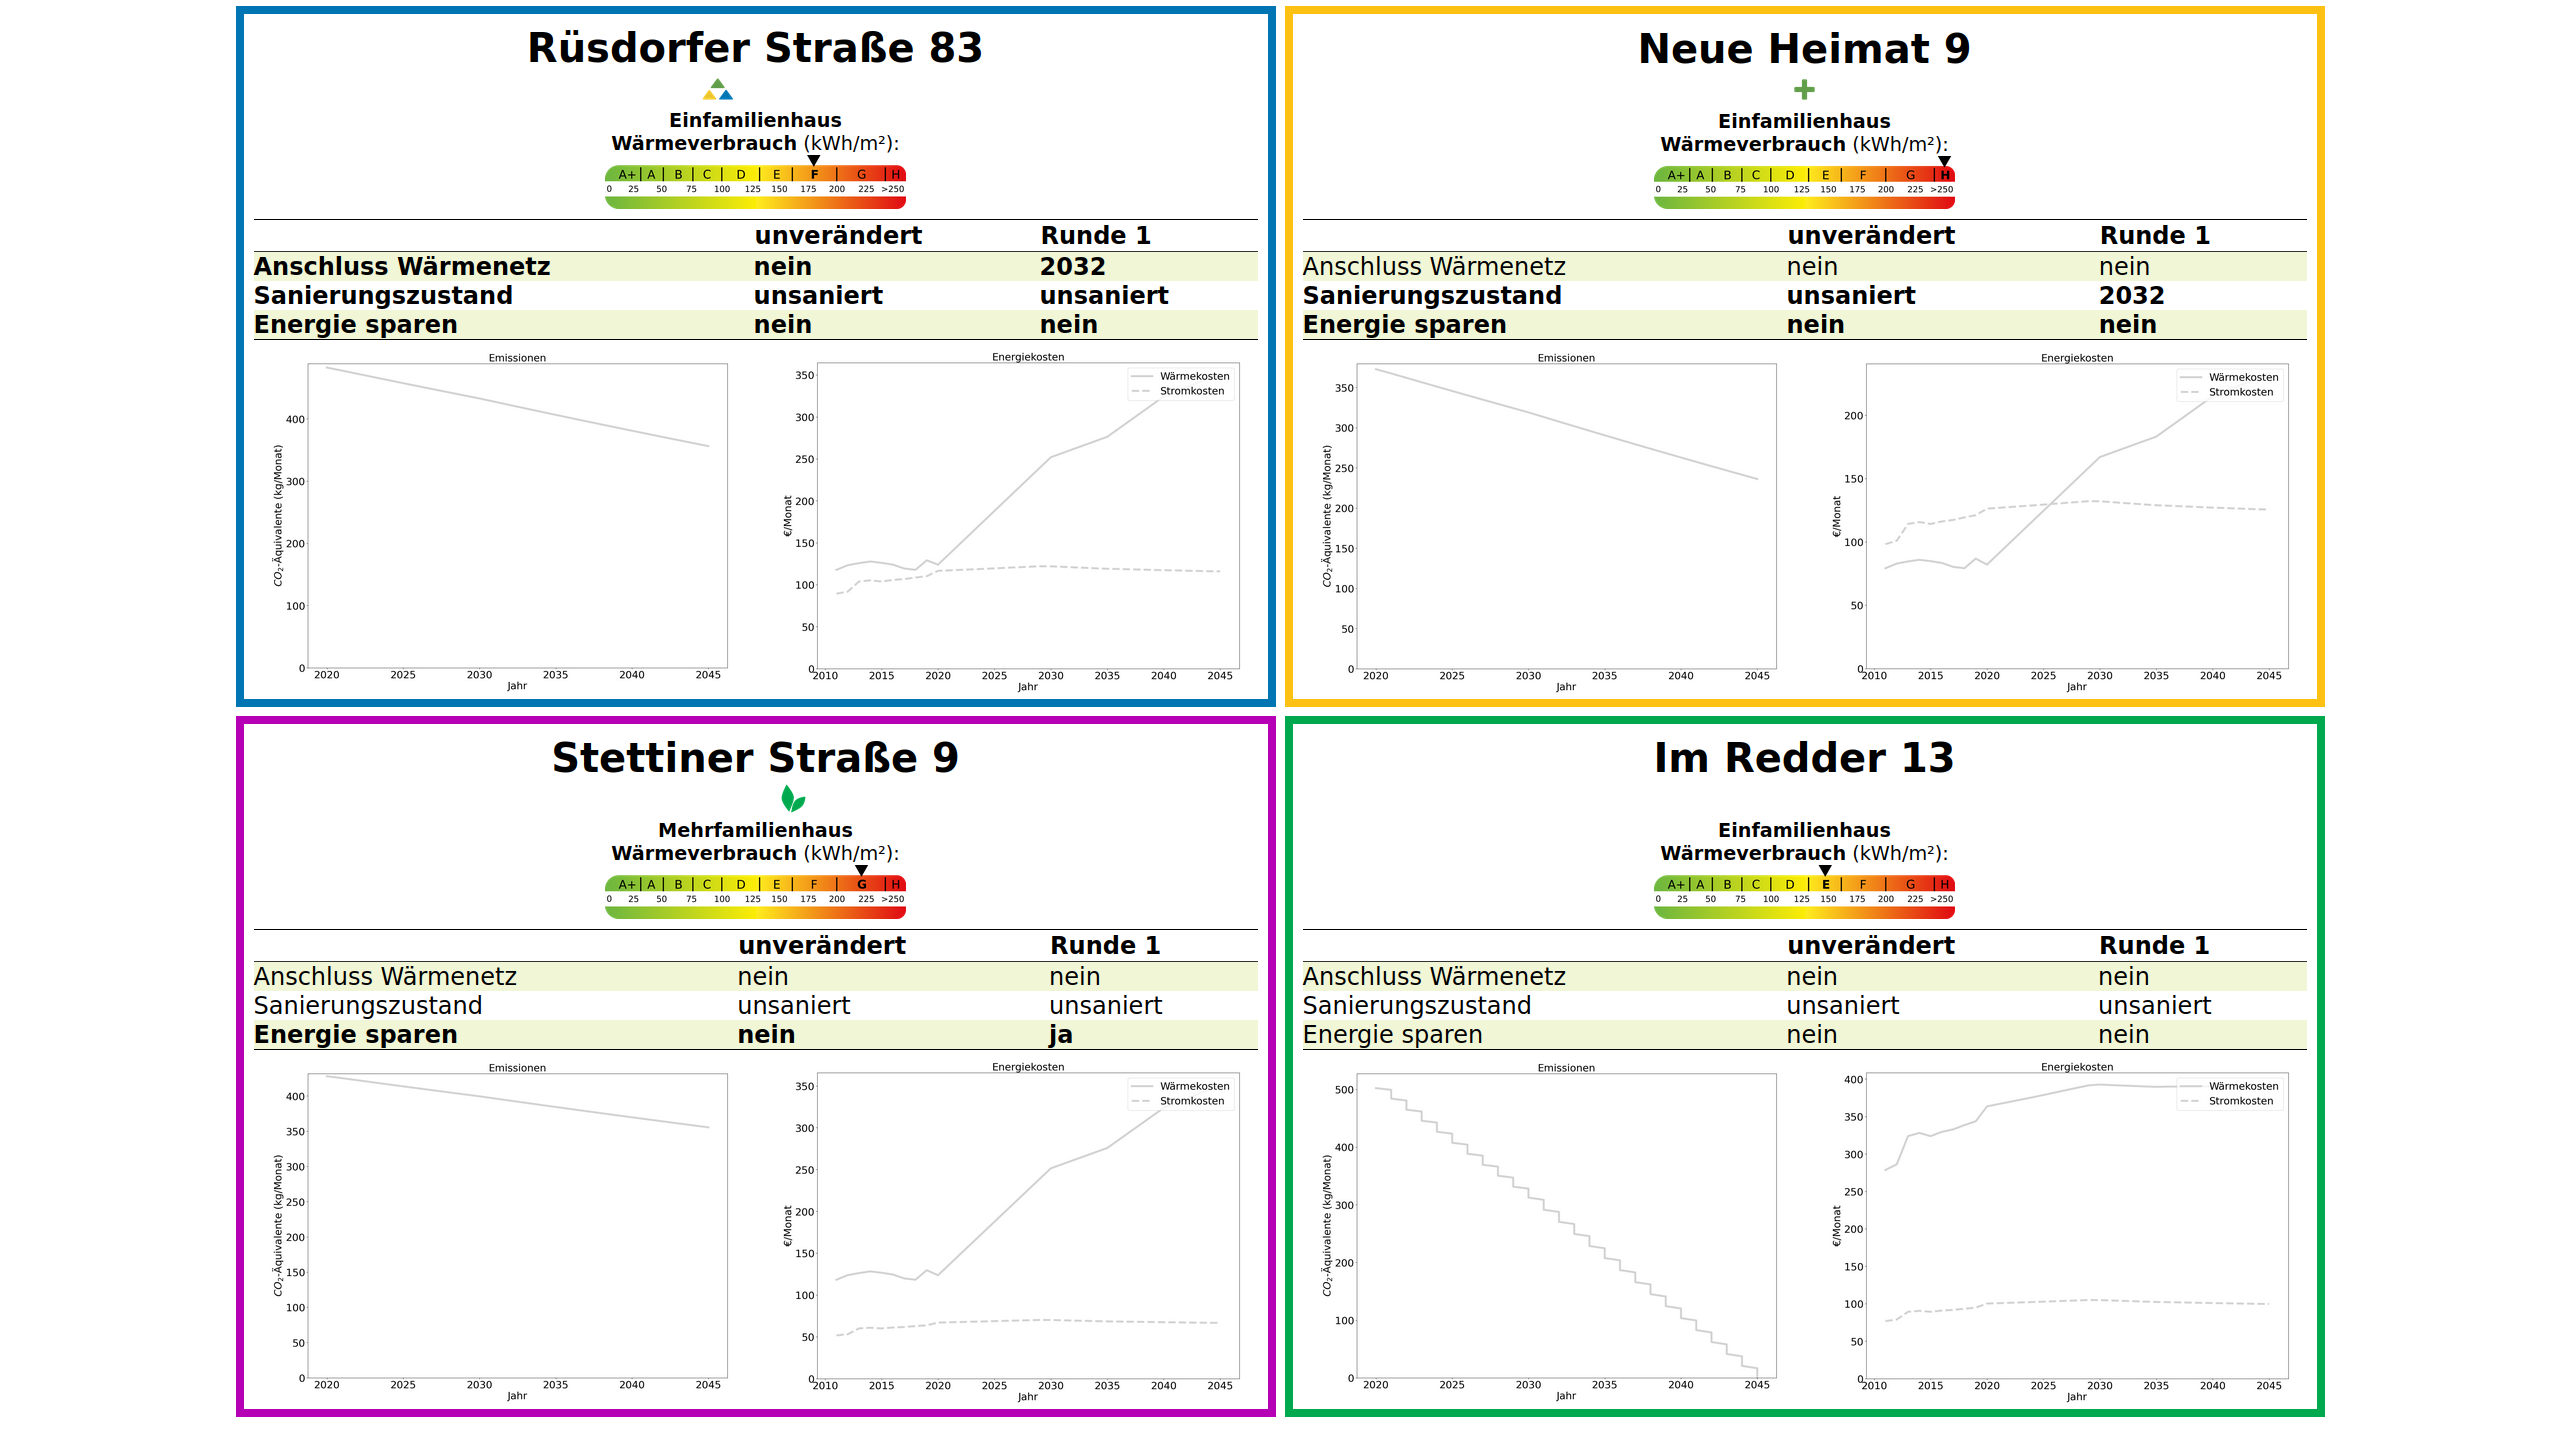 Rüsdorfer Straße 83
Einfamilienhaus
Wärmeverbrauch (kWh/m²):
A+ A B C D E F G H
0 25 50 75 100 125 150 175 200 225 >250
unverändert Runde 1
Anschluss Wärmenetz nein 2032
Sanierungszustand unsaniert unsaniert
Energie sparen nein nein
Emissionen
CO₂-Äquivalente (kg/Monat)
400
300
200
100
0
2020 2025 2030 2035 2040 2045
Jahr
Energiekosten
Wärmekosten
Stromkosten
€/Monat
350
300
250
200
150
100
50
0
2010 2015 2020 2025 2030 2035 2040 2045
Jahr
Neue Heimat 9
Einfamilienhaus
Wärmeverbrauch (kWh/m²):
A+ A B C D E F G H
0 25 50 75 100 125 150 175 200 225 >250
unverändert Runde 1
Anschluss Wärmenetz nein nein
Sanierungszustand unsaniert 2032
Energie sparen nein nein
Emissionen
CO₂-Äquivalente (kg/Monat)
350
300
250
200
150
100
50
0
2020 2025 2030 2035 2040 2045
Jahr
Energiekosten
Wärmekosten
Stromkosten
€/Monat
200
150
100
50
0
2010 2015 2020 2025 2030 2035 2040 2045
Jahr
Stettiner Straße 9
Mehrfamilienhaus
Wärmeverbrauch (kWh/m²):
A+ A B C D E F G H
0 25 50 75 100 125 150 175 200 225 >250
unverändert Runde 1
Anschluss Wärmenetz nein nein
Sanierungszustand unsaniert unsaniert
Energie sparen nein ja
Emissionen
CO₂-Äquivalente (kg/Monat)
400
350
300
250
200
150
100
50
0
2020 2025 2030 2035 2040 2045
Jahr
Energiekosten
Wärmekosten
Stromkosten
€/Monat
350
300
250
200
150
100
50
0
2010 2015 2020 2025 2030 2035 2040 2045
Jahr
Im Redder 13
Einfamilienhaus
Wärmeverbrauch (kWh/m²):
A+ A B C D E F G H
0 25 50 75 100 125 150 175 200 225 >250
unverändert Runde 1
Anschluss Wärmenetz nein nein
Sanierungszustand unsaniert unsaniert
Energie sparen nein nein
Emissionen
CO₂-Äquivalente (kg/Monat)
500
400
300
200
100
0
2020 2025 2030 2035 2040 2045
Jahr
Energiekosten
Wärmekosten
Stromkosten
€/Monat
400
350
300
250
200
150
100
50
0
2010 2015 2020 2025 2030 2035 2040 2045
Jahr